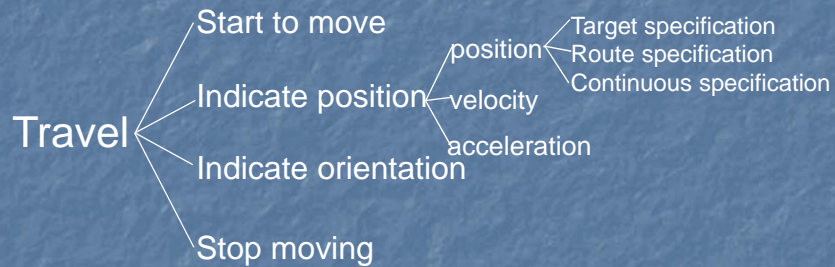 Travel
Start to move
Indicate position
Indicate orientation
Stop moving
position
velocity
acceleration
Target specification
Route specification
Continuous specification